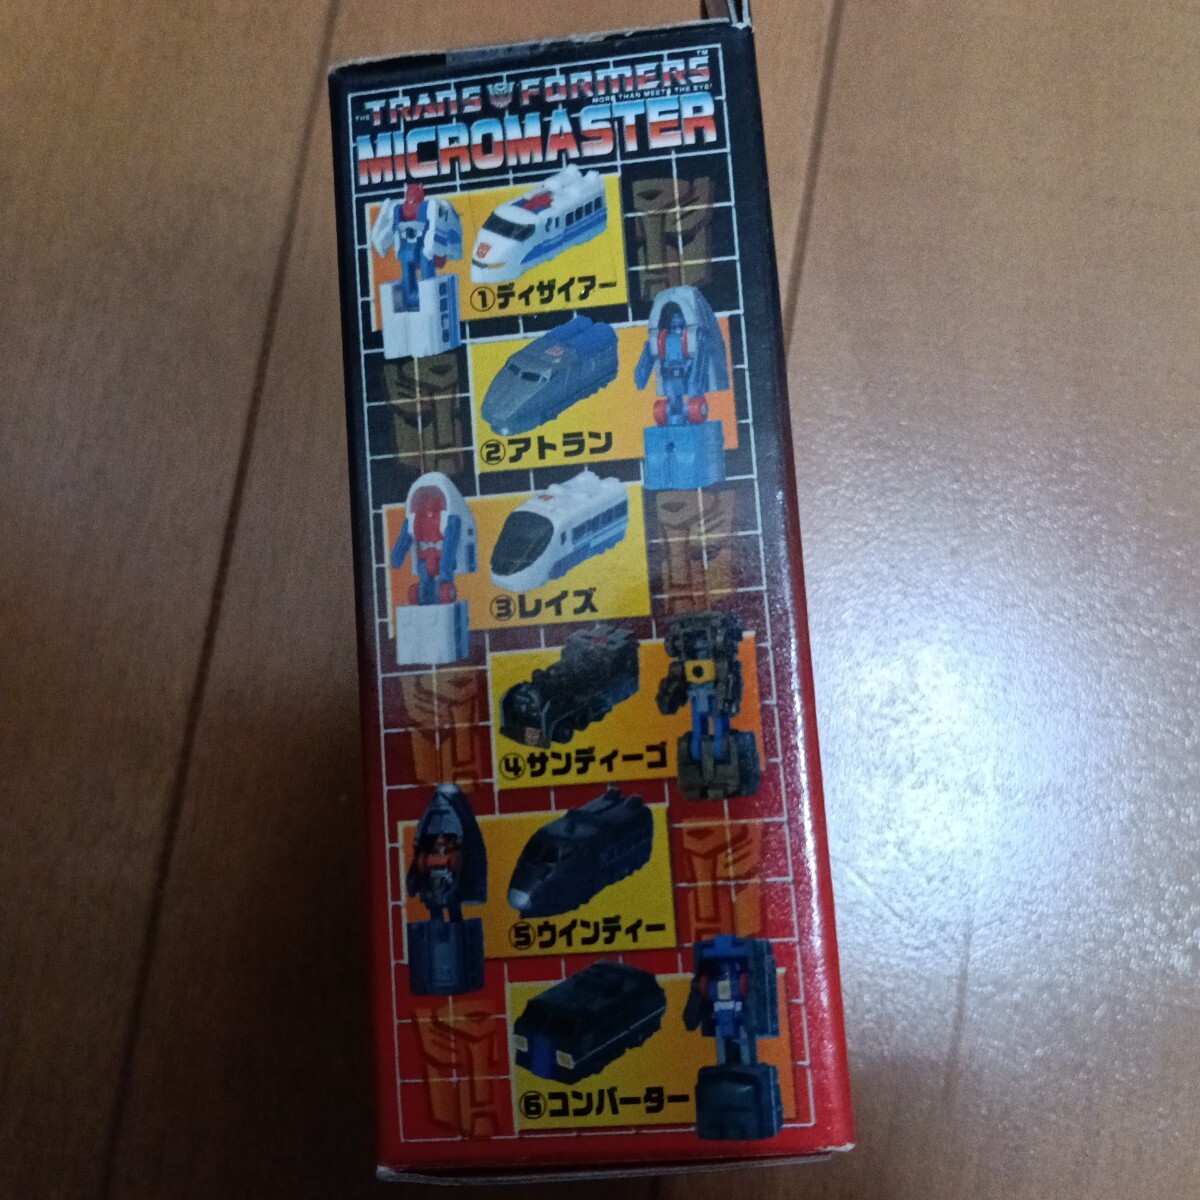 THE TRANSFORMERS™
MORE THAN MEETS THE EYE!
MICROMASTER
①ディザイアー
②アトラン
③レイズ
④サンディーゴ
⑤ウインディー
⑥コンバーター